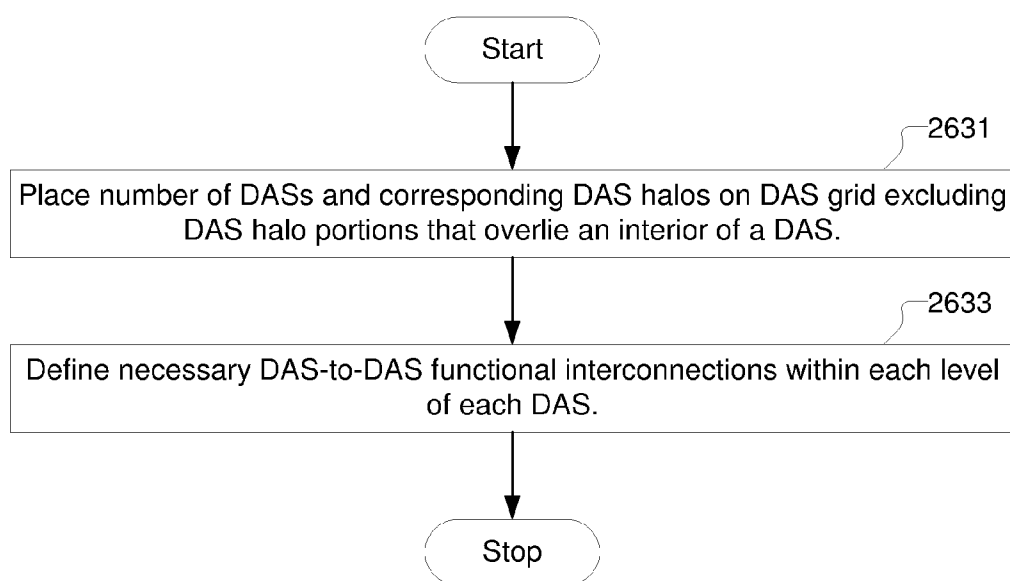 Start
2631
Place number of DASs and corresponding DAS halos on DAS grid excluding
DAS halo portions that overlie an interior of a DAS.
2633
Define necessary DAS-to-DAS functional interconnections within each level
of each DAS.
Stop